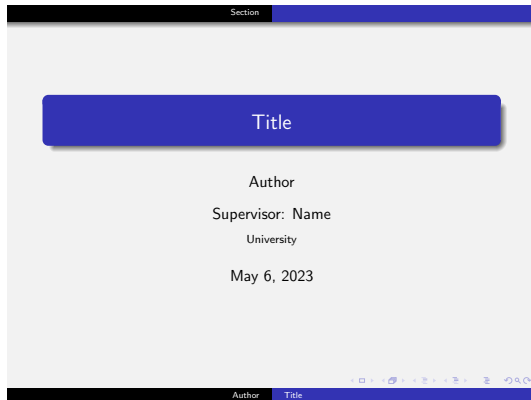 Section
Title
Author
Supervisor: Name
University
May 6, 2023
Author Title